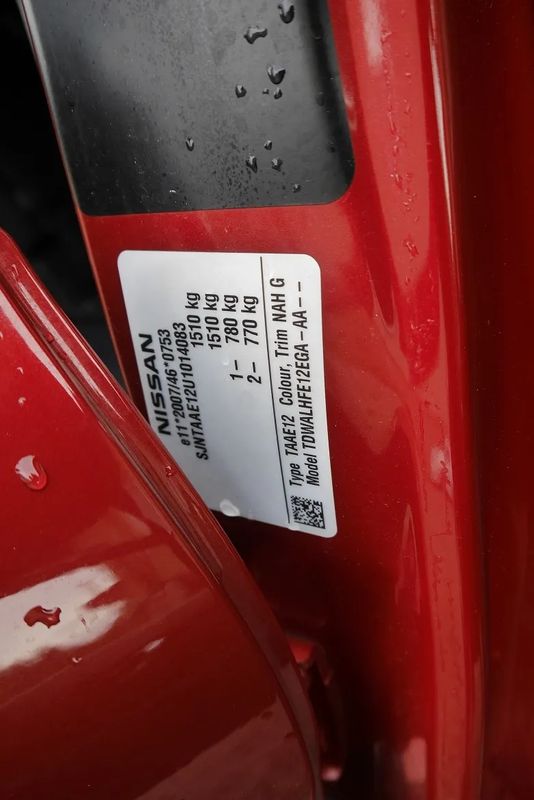 NISSAN
e11*2007/46*0753
SJNTAAE12U1014083
1510 kg
1510 kg
1– 780 kg
2– 770 kg
Type TAAE12 Colour, Trim NAH G
Model TDWALHFE12EGA–AA– –